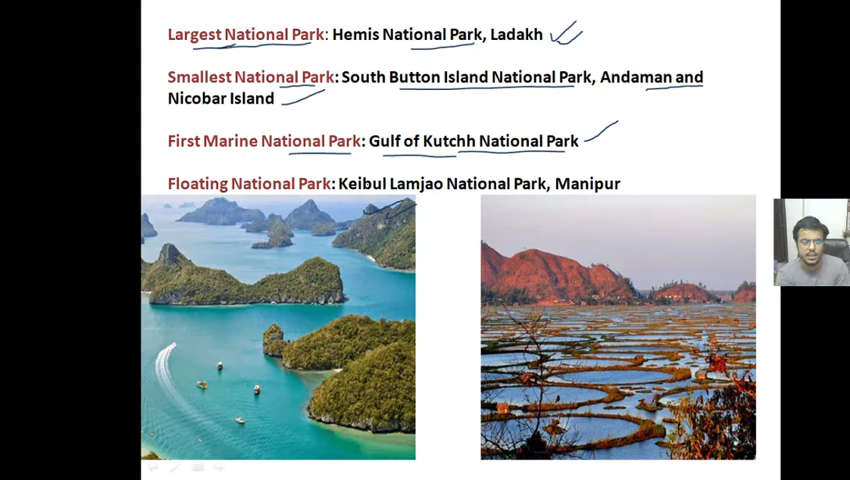 Largest National Park: Hemis National Park, Ladakh
Smallest National Park: South Button Island National Park, Andaman and
Nicobar Island
First Marine National Park: Gulf of Kutchh National Park
Floating National Park: Keibul Lamjao National Park, Manipur